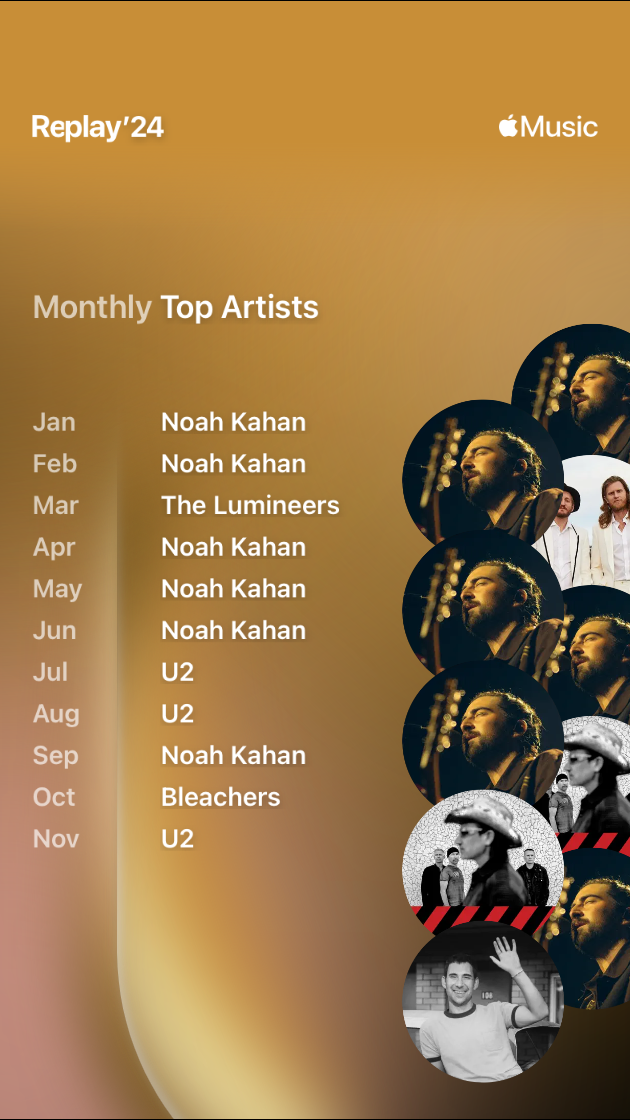 Replay'24
Music
Monthly Top Artists
Jan Noah Kahan
Feb Noah Kahan
Mar The Lumineers
Apr Noah Kahan
May Noah Kahan
Jun Noah Kahan
Jul U2
Aug U2
Sep Noah Kahan
Oct Bleachers
Nov U2